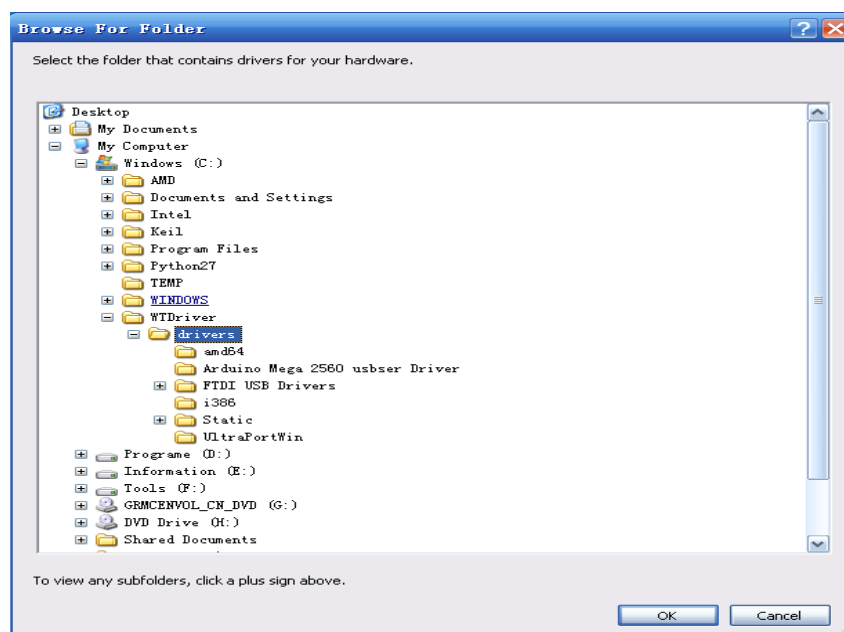 Browse For Folder
Select the folder that contains drivers for your hardware.
Desktop
My Documents
My Computer
Windows (C:)
AMD
Documents and Settings
Intel
Keil
Program Files
Python27
TEMP
WINDOWS
WTDriver
drivers
amd64
Arduino Mega 2560 usbser Driver
FTDI USB Drivers
i386
Static
UltraPortWin
Programe (D:)
Information (E:)
Tools (F:)
GRMCENVOL_CN_DVD (G:)
DVD Drive (H:)
Shared Documents
To view any subfolders, click a plus sign above.
OK
Cancel